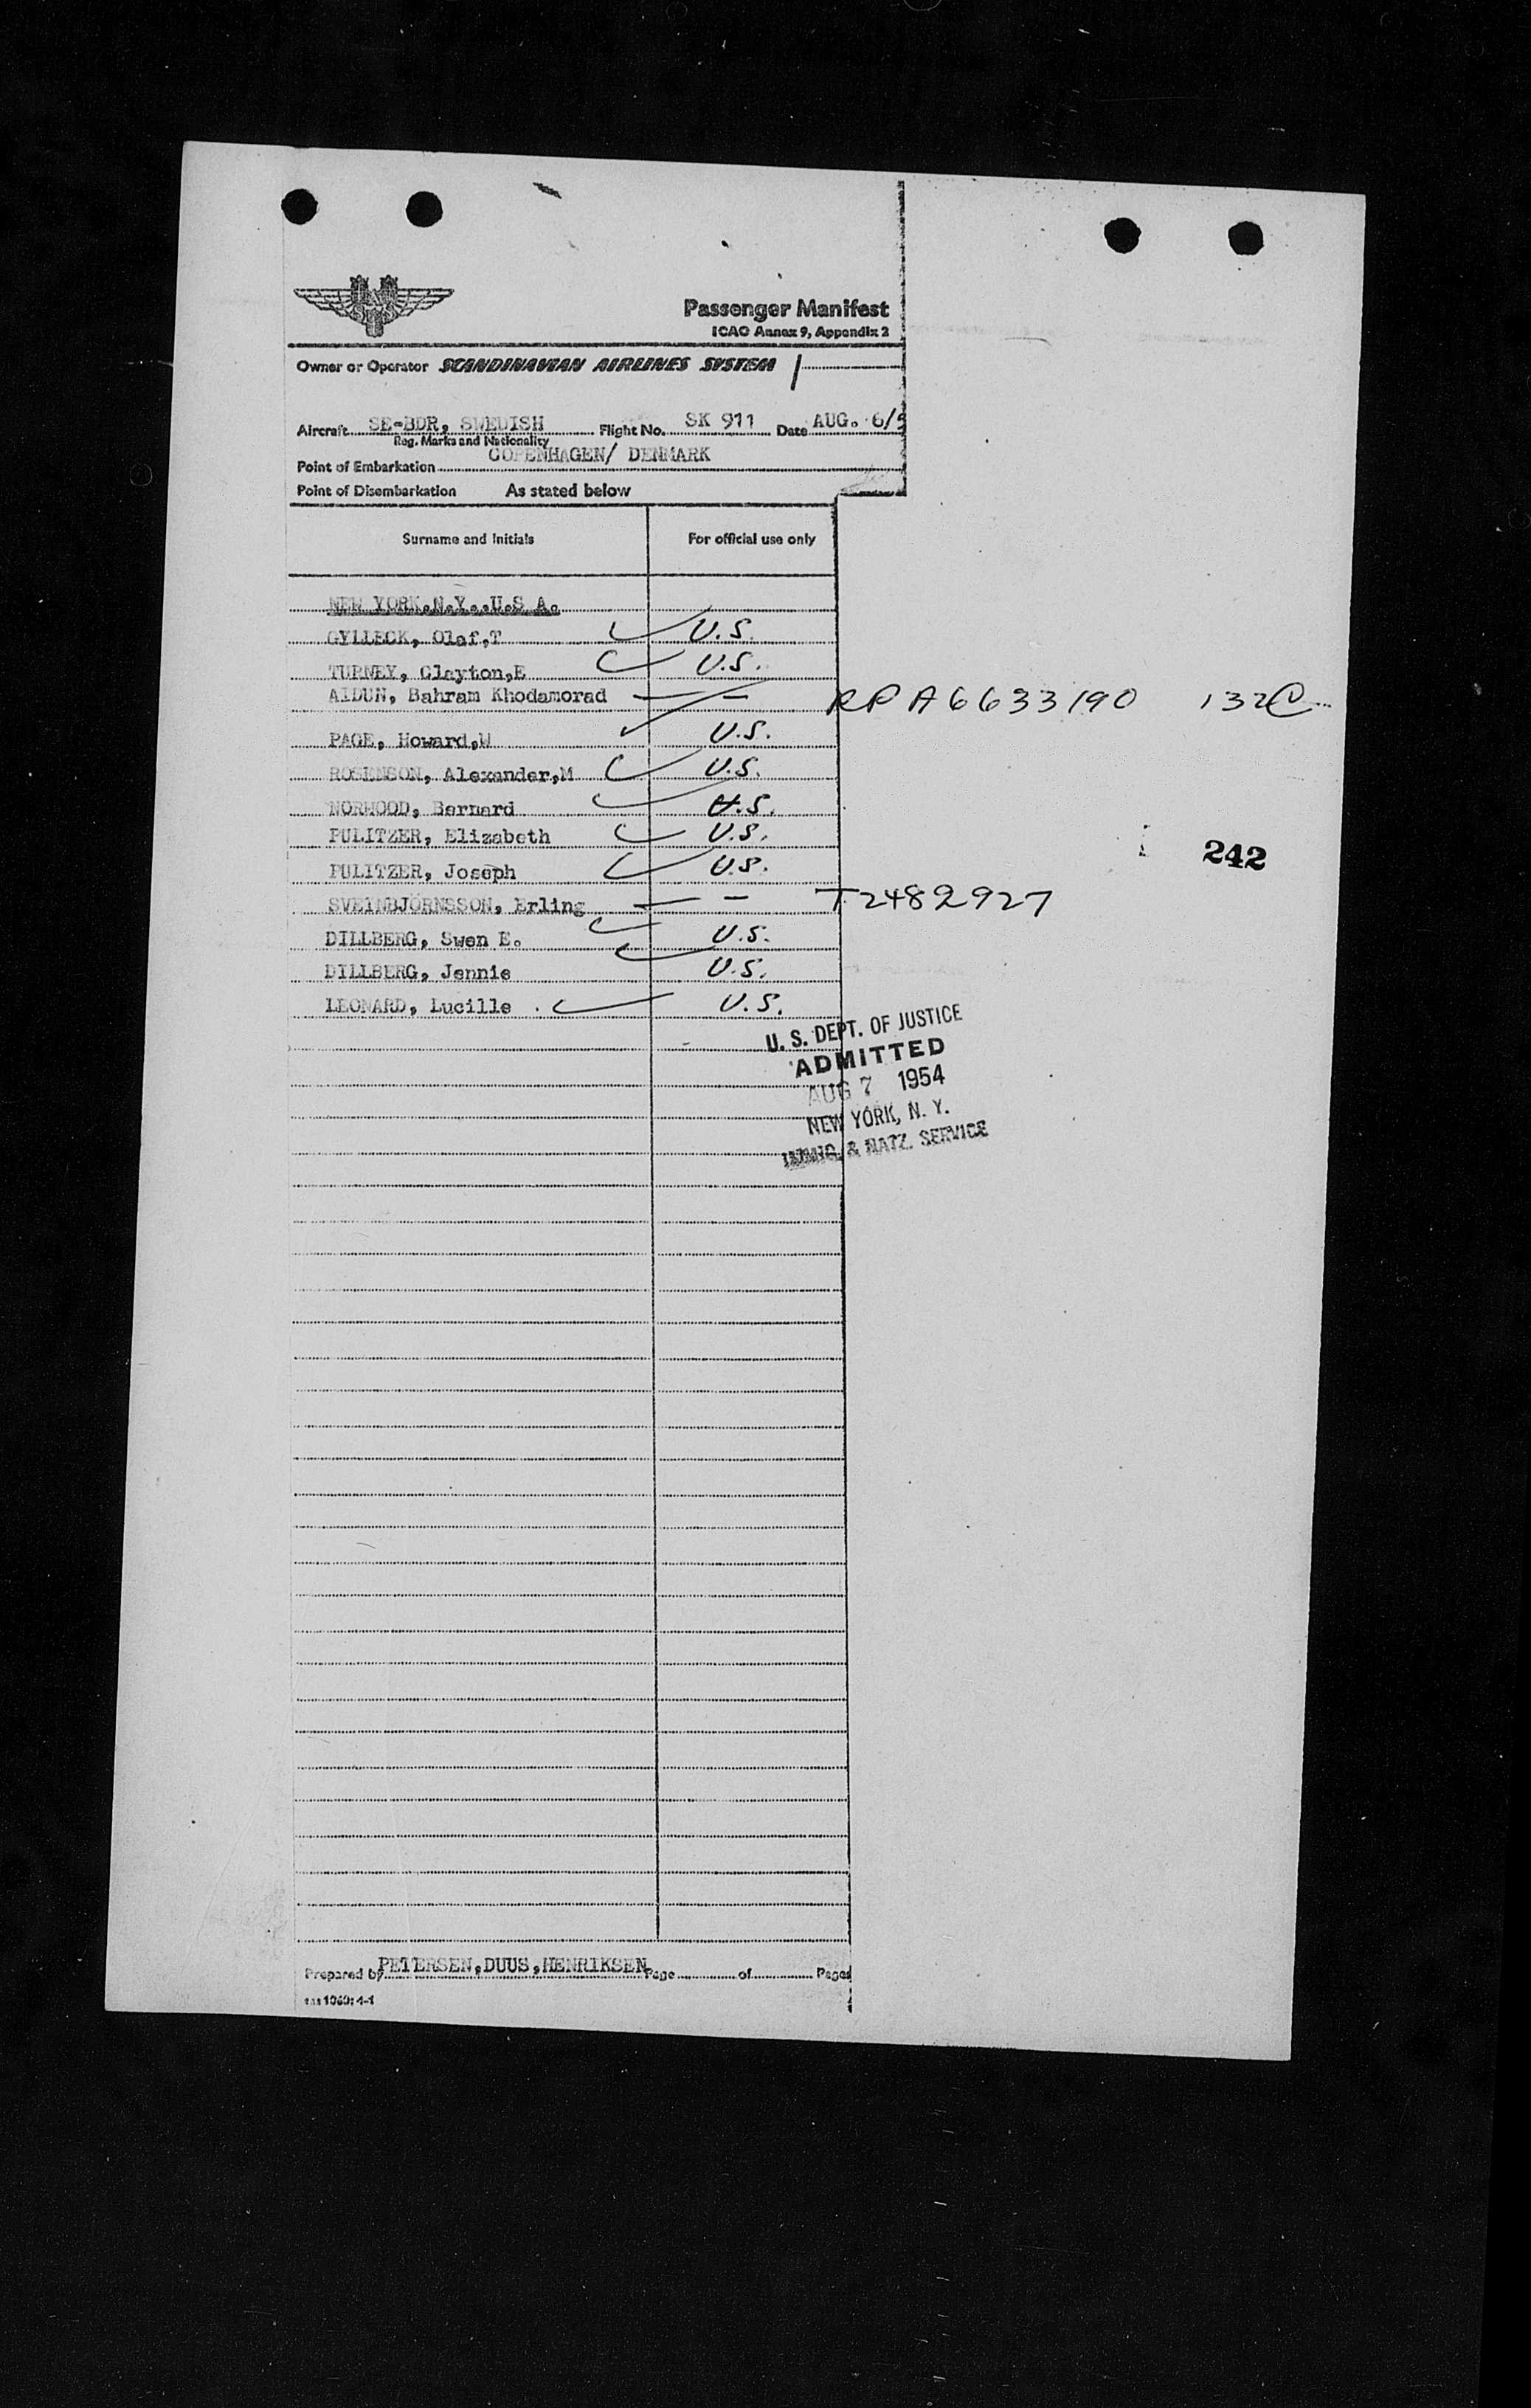 Passenger Manifest
ICAO Annex 9, Appendix 2
Owner or Operator SCANDINAVIAN AIRLINES SYSTEM
Aircraft SE-BDR, SWEDISH Flight No. SK 911 Date AUG. 6/5
Reg. Marks and Nationality
COPENHAGEN/ DENMARK
Point of Embarkation
Point of Disembarkation As stated below
Surname and Initials For official use only
NEW YORK.N.Y.,U.S A.
GYLLECK, Olaf,T U.S.
TURNEY, Clayton,E U.S.
AIDUN, Bahram Khodamorad — RP A6633190 132
PAGE, Howard,W U.S.
ROSENSON, Alexander,M U.S.
NORWOOD, Bernard U.S.
PULITZER, Elizabeth U.S.
242
PULITZER, Joseph U.S.
SVEINBJÖRNSSON, Erling — T2482927
DILLBERG, Swen E. U.S.
DILLBERG, Jennie U.S.
LEONARD, Lucille . U.S.
U. S. DEPT. OF JUSTICE
ADMITTED
AUG 7 1954
NEW YORK, N. Y.
IMMIG. & NATZ. SERVICE
Prepared by PETERSEN,DUUS,HENRIKSEN Page of Pages